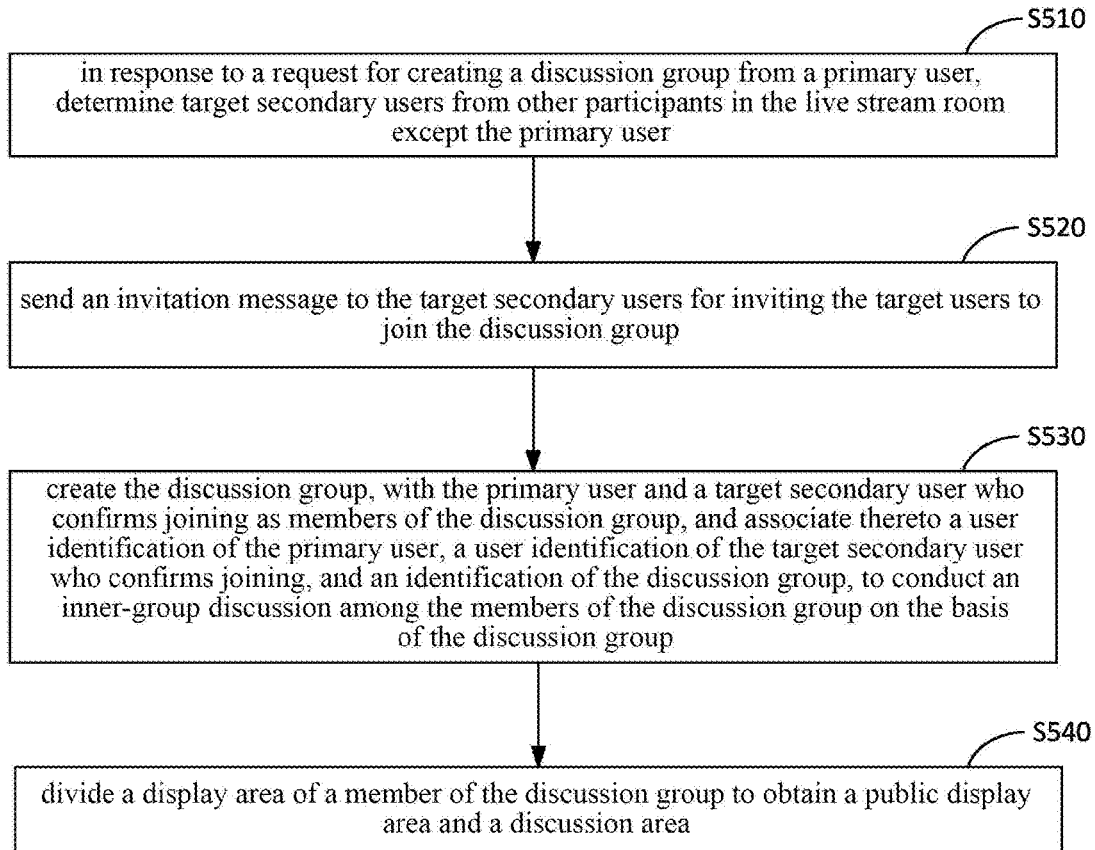 S510
in response to a request for creating a discussion group from a primary user,
determine target secondary users from other participants in the live stream room
except the primary user
S520
send an invitation message to the target secondary users for inviting the target users to
join the discussion group
S530
create the discussion group, with the primary user and a target secondary user who
confirms joining as members of the discussion group, and associate thereto a user
identification of the primary user, a user identification of the target secondary user
who confirms joining, and an identification of the discussion group, to conduct an
inner-group discussion among the members of the discussion group on the basis
of the discussion group
S540
divide a display area of a member of the discussion group to obtain a public display
area and a discussion area